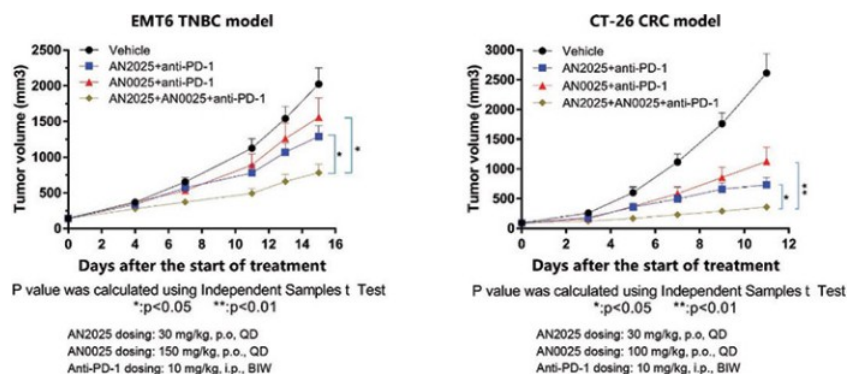 EMT6 TNBC model
Vehicle
AN2025+anti-PD-1
AN0025+anti-PD-1
AN2025+AN0025+anti-PD-1
Tumor volume (mm3)
2500
2000
1500
1000
500
0
0 2 4 6 8 10 12 14 16
* *
Days after the start of treatment
P value was calculated using Independent Samples t Test
*:p<0.05 **:p<0.01
AN2025 dosing: 30 mg/kg, p.o, QD
AN0025 dosing: 150 mg/kg, p.o., QD
Anti-PD-1 dosing: 10 mg/kg, i.p., BIW
CT-26 CRC model
Vehicle
AN2025+anti-PD-1
AN0025+anti-PD-1
AN2025+AN0025+anti-PD-1
Tumor volume (mm3)
3000
2500
2000
1500
1000
500
0
0 2 4 6 8 10 12
* **
Days after the start of treatment
P value was calculated using Independent Samples t Test
*:p<0.05 **:p<0.01
AN2025 dosing: 30 mg/kg, p.o, QD
AN0025 dosing: 100 mg/kg, p.o., QD
Anti-PD-1 dosing: 10 mg/kg, i.p., BIW